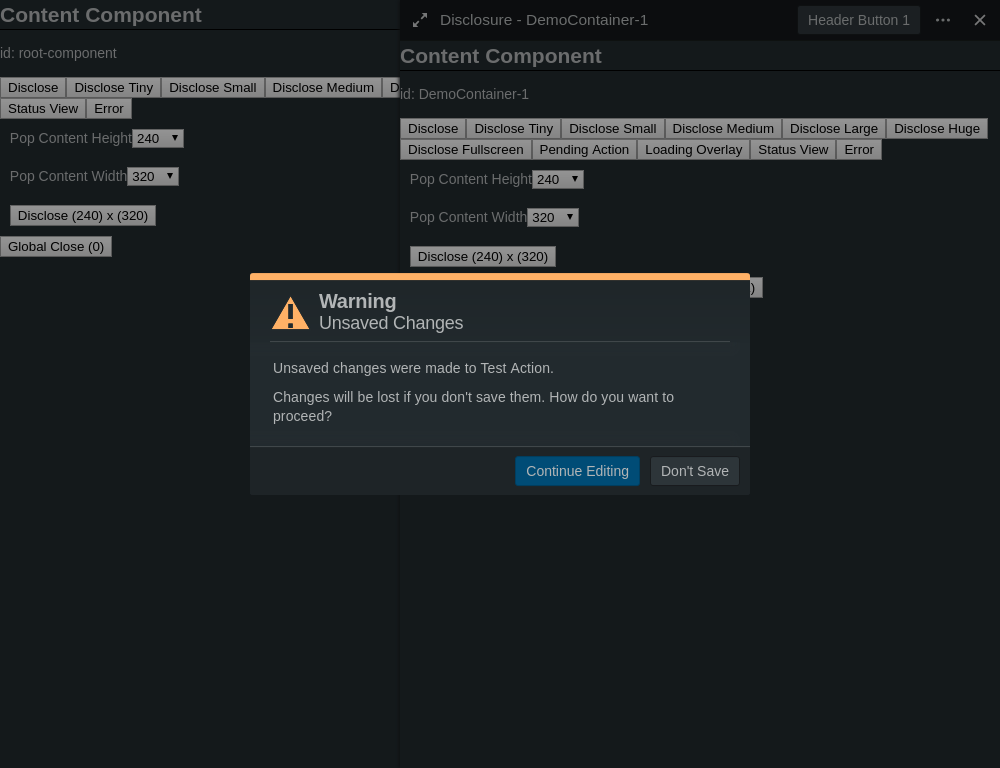 Content Component
id: root-component
Disclose Disclose Tiny Disclose Small Disclose Medium
Status View Error
Pop Content Height 240
Pop Content Width 320
Disclose (240) x (320)
Global Close (0)
Disclosure - DemoContainer-1 Header Button 1
Content Component
id: DemoContainer-1
Disclose Disclose Tiny Disclose Small Disclose Medium Disclose Large Disclose Huge
Disclose Fullscreen Pending Action Loading Overlay Status View Error
Pop Content Height 240
Pop Content Width 320
Disclose (240) x (320)
Warning
Unsaved Changes
Unsaved changes were made to Test Action.
Changes will be lost if you don't save them. How do you want to
proceed?
Continue Editing Don't Save